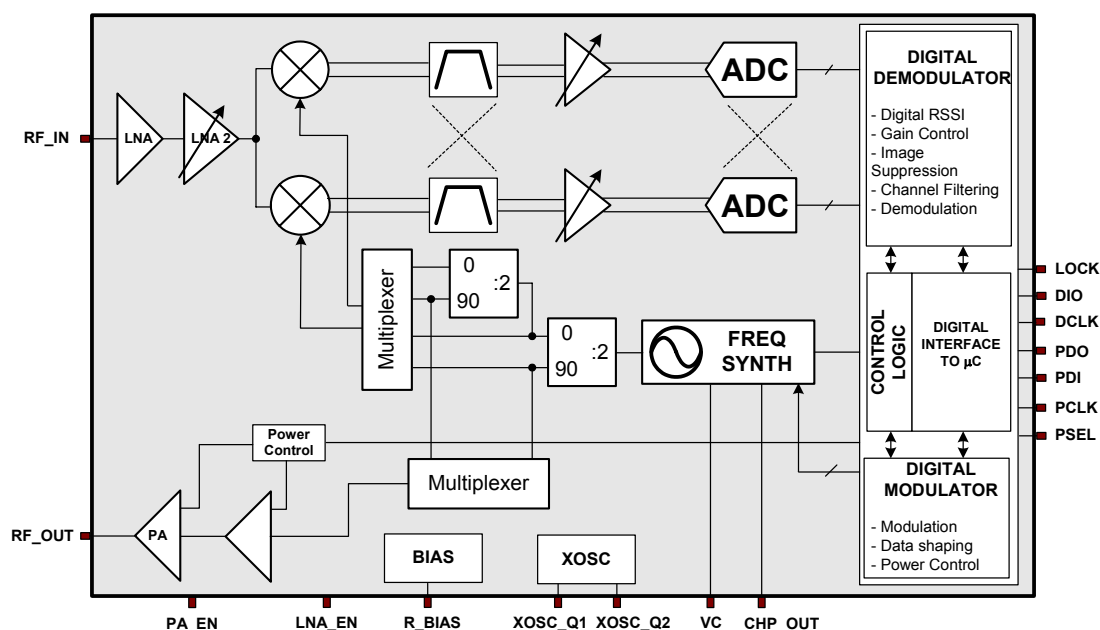 RF_IN
LNA
LNA 2
ADC
ADC
DIGITAL
DEMODULATOR
- Digital RSSI
- Gain Control
- Image
Suppression
- Channel Filtering
- Demodulation
Multiplexer
0
:2
90
0
:2
90
FREQ
SYNTH
CONTROL
LOGIC
DIGITAL
INTERFACE
TO µC
LOCK
DIO
DCLK
PDO
PDI
PCLK
PSEL
Power
Control
Multiplexer
DIGITAL
MODULATOR
- Modulation
- Data shaping
- Power Control
RF_OUT
PA
BIAS
XOSC
PA_EN
LNA_EN
R_BIAS
XOSC_Q1
XOSC_Q2
VC
CHP_OUT